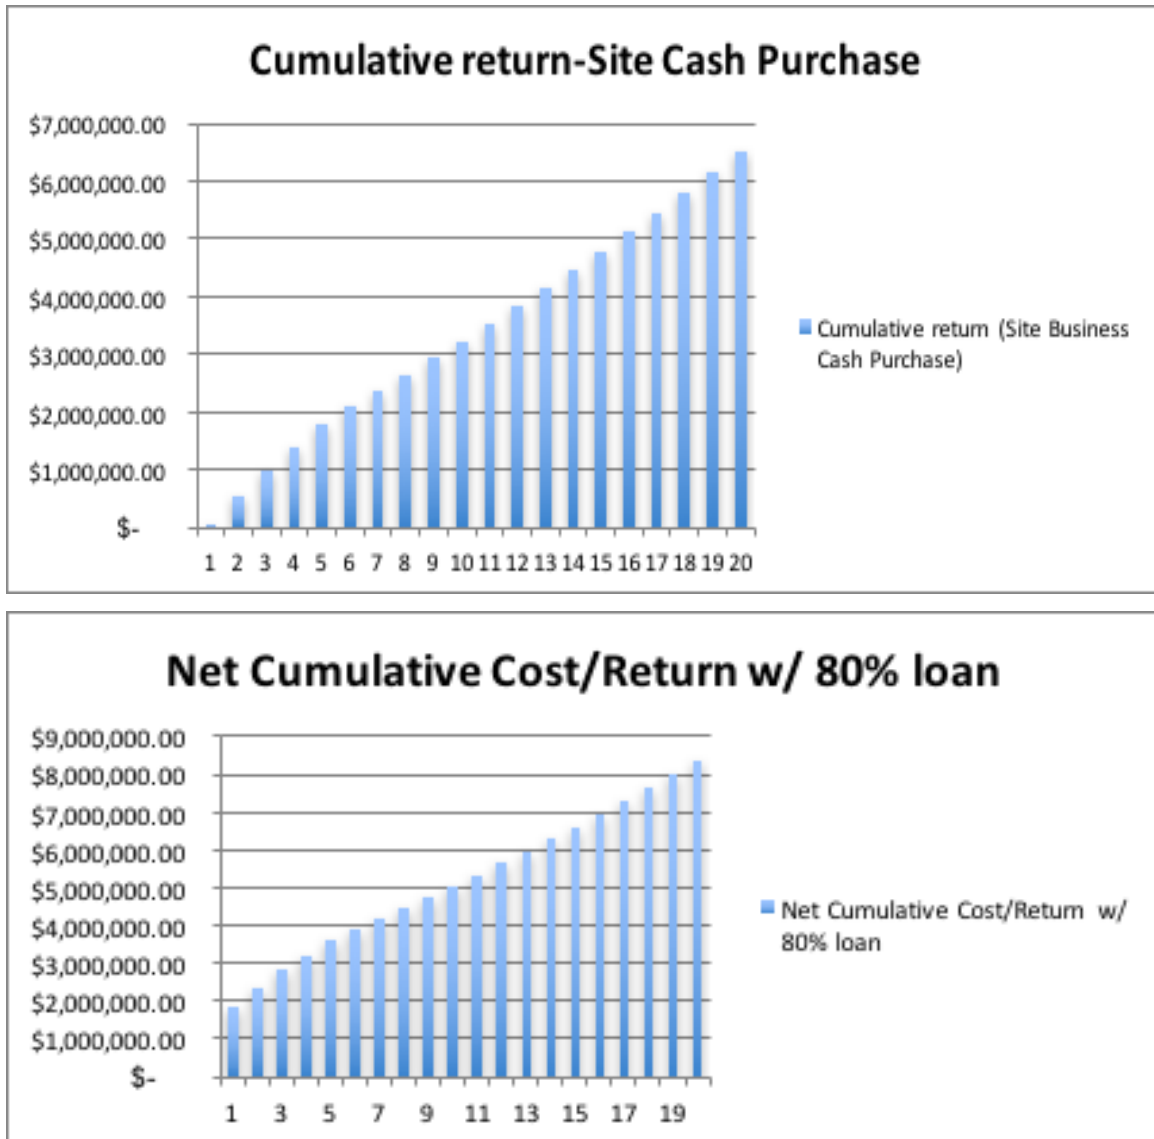 Cumulative return-Site Cash Purchase
$7,000,000.00
$6,000,000.00
$5,000,000.00
$4,000,000.00
$3,000,000.00
$2,000,000.00
$1,000,000.00
$-
1 2 3 4 5 6 7 8 9 10 11 12 13 14 15 16 17 18 19 20
Cumulative return (Site Business
Cash Purchase)
Net Cumulative Cost/Return w/ 80% loan
$9,000,000.00
$8,000,000.00
$7,000,000.00
$6,000,000.00
$5,000,000.00
$4,000,000.00
$3,000,000.00
$2,000,000.00
$1,000,000.00
$-
1 3 5 7 9 11 13 15 17 19
Net Cumulative Cost/Return w/
80% loan